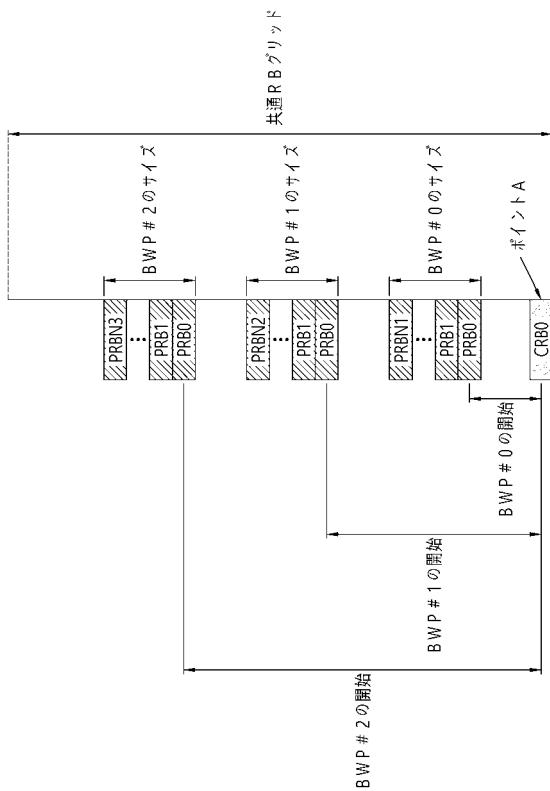 共通RBグリッド
BWP#2のサイズ
BWP#1のサイズ
BWP#0のサイズ
ポイントA
PRBN3
PRB1
PRB0
PRBN2
PRB1
PRB0
PRBN1
PRB1
PRB0
CRB0
BWP#0の開始
BWP#1の開始
BWP#2の開始